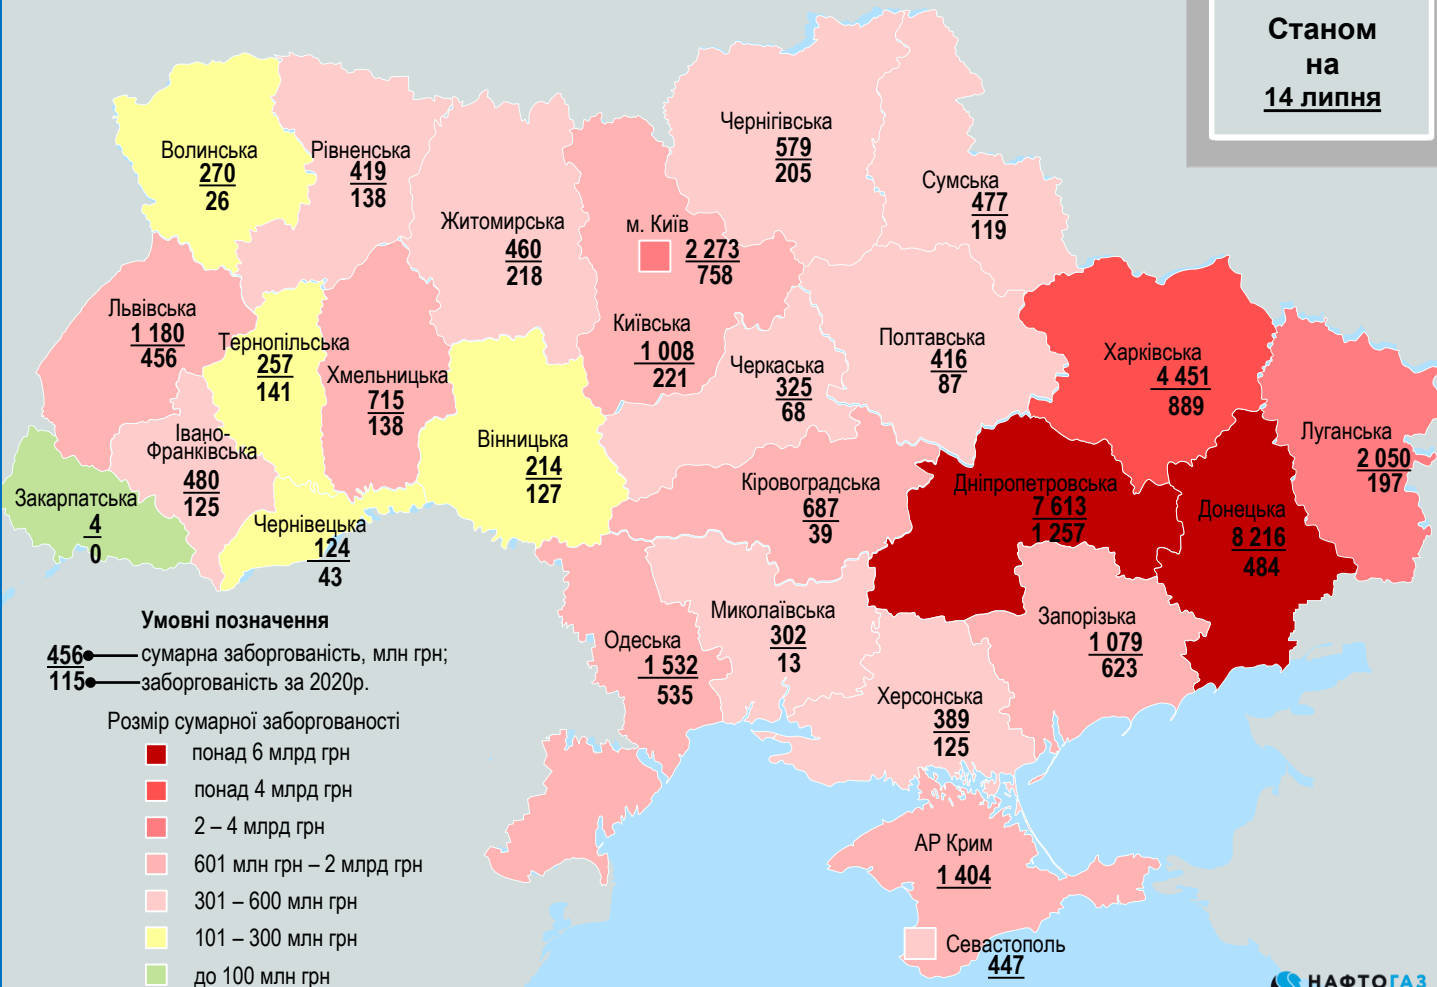 Станом
на
14 липня
Волинська
270
26
Рівненська
419
138
Житомирська
460
218
м. Київ
2 273
758
Чернігівська
579
205
Сумська
477
119
Львівська
1 180
456
Тернопільська
257
141
Хмельницька
715
138
Київська
1 008
221
Черкаська
325
68
Полтавська
416
87
Харківська
4 451
889
Луганська
2 050
197
Івано-
Франківська
480
125
Вінницька
214
127
Закарпатська
4
0
Чернівецька
124
43
Кіровоградська
687
39
Дніпропетровська
7 613
1 257
Донецька
8 216
484
Одеська
1 532
535
Миколаївська
302
13
Запорізька
1 079
623
Херсонська
389
125
АР Крим
1 404
Севастополь
447
Умовні позначення
456 сумарна заборгованість, млн грн;
115 заборгованість за 2020р.
Розмір сумарної заборгованості
понад 6 млрд грн
понад 4 млрд грн
2 – 4 млрд грн
601 млн грн – 2 млрд грн
301 – 600 млн грн
101 – 300 млн грн
до 100 млн грн
НАФТОГАЗ